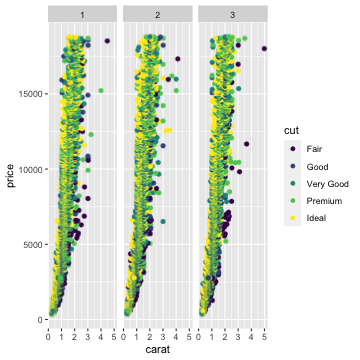 1 2 3
15000
10000
5000
0
price
0 1 2 3 4 5 0 1 2 3 4 5 0 1 2 3 4 5
carat
cut
Fair
Good
Very Good
Premium
Ideal